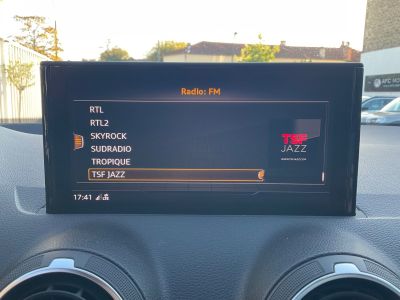 Radio: FM
RTL
RTL2
SKYROCK
SUDRADIO
TROPIQUE
TSF JAZZ
TSF
JAZZ
17:41